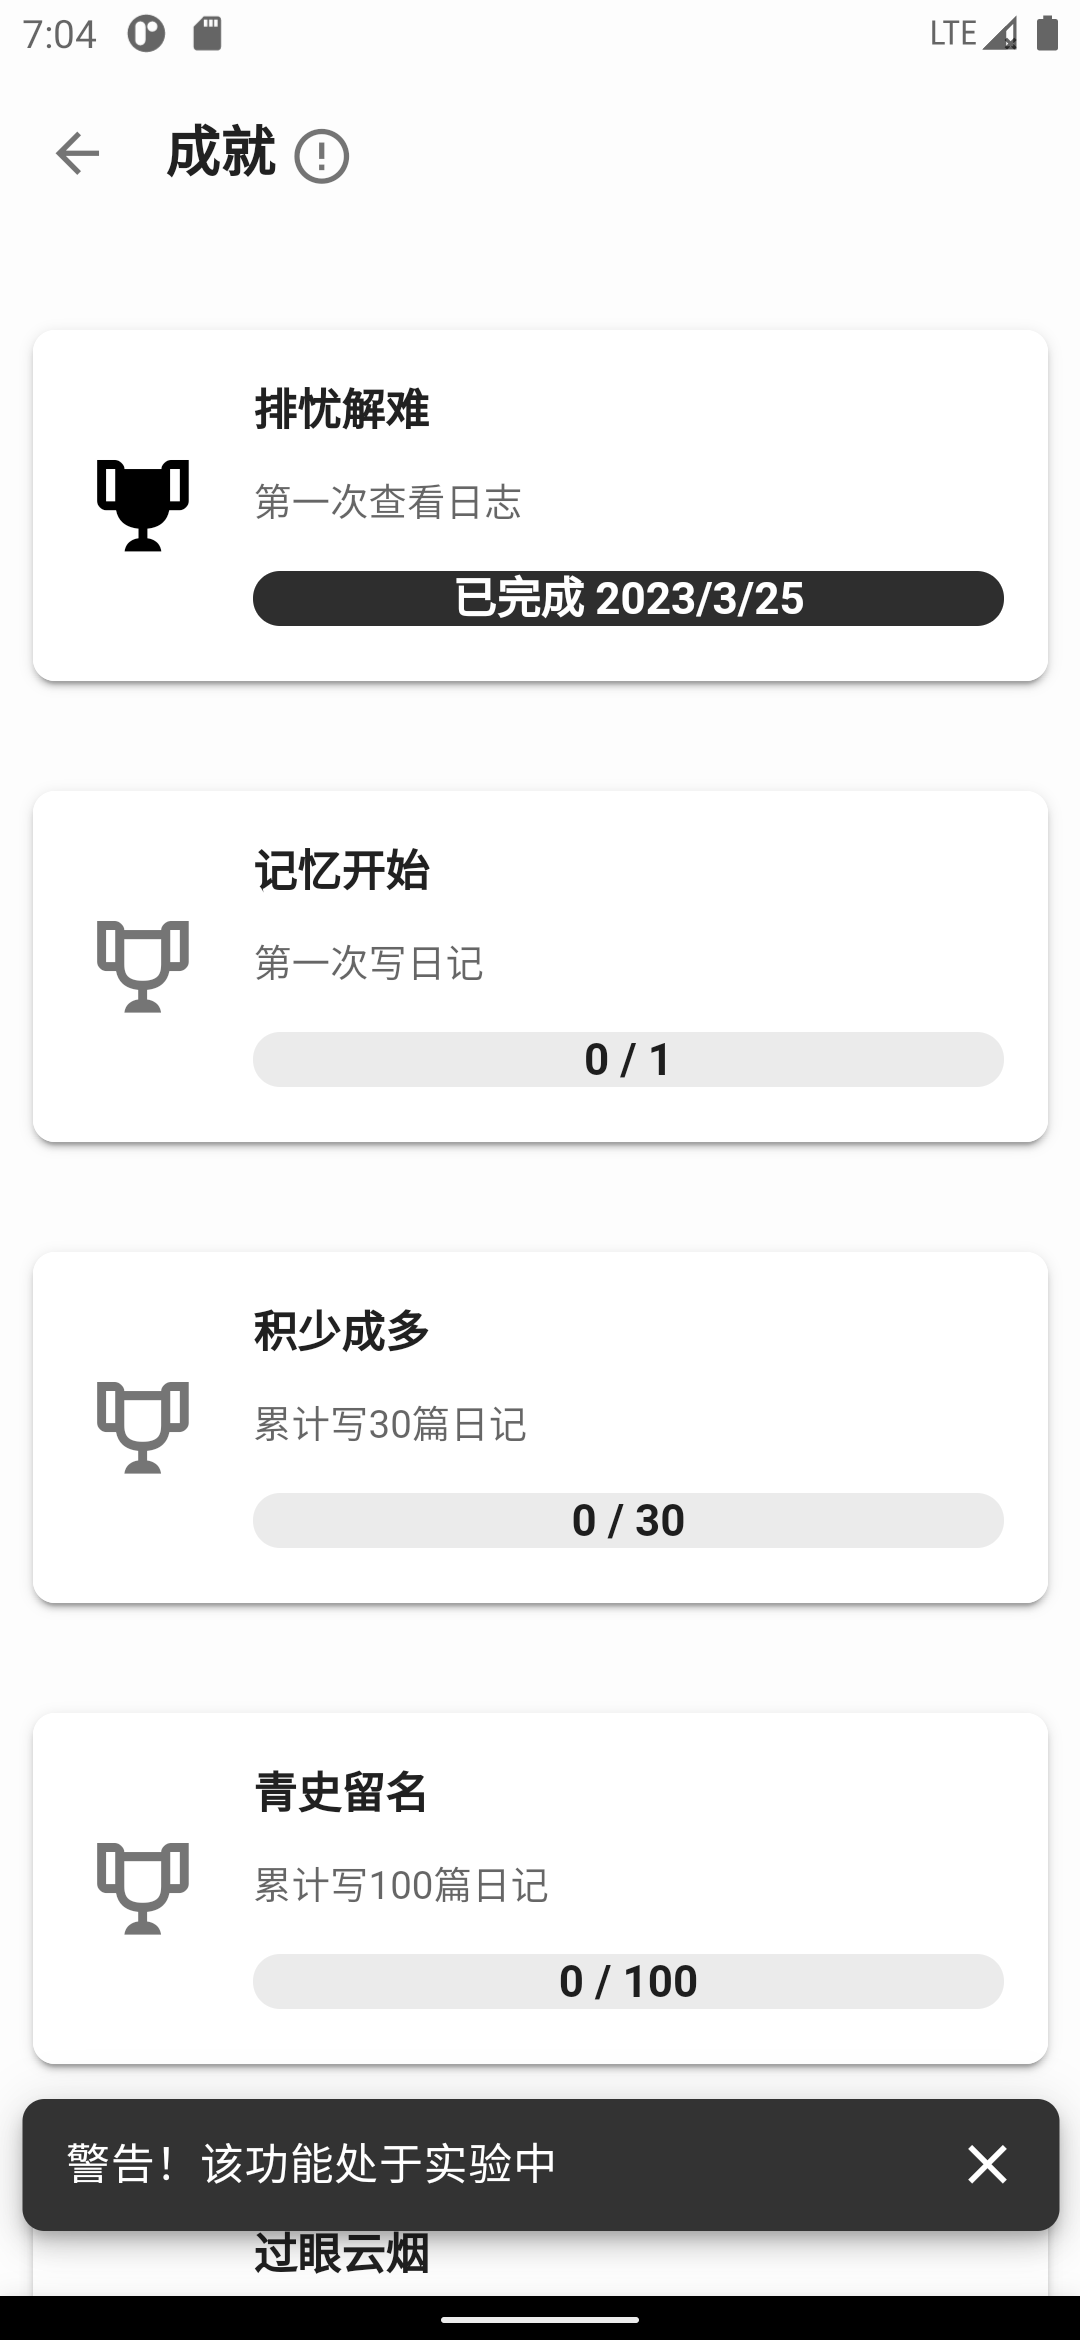 7:04
LTE
成就
排忧解难
第一次查看日志
已完成 2023/3/25
记忆开始
第一次写日记
0 / 1
积少成多
累计写30篇日记
0 / 30
青史留名
累计写100篇日记
0 / 100
警告！该功能处于实验中
过眼云烟